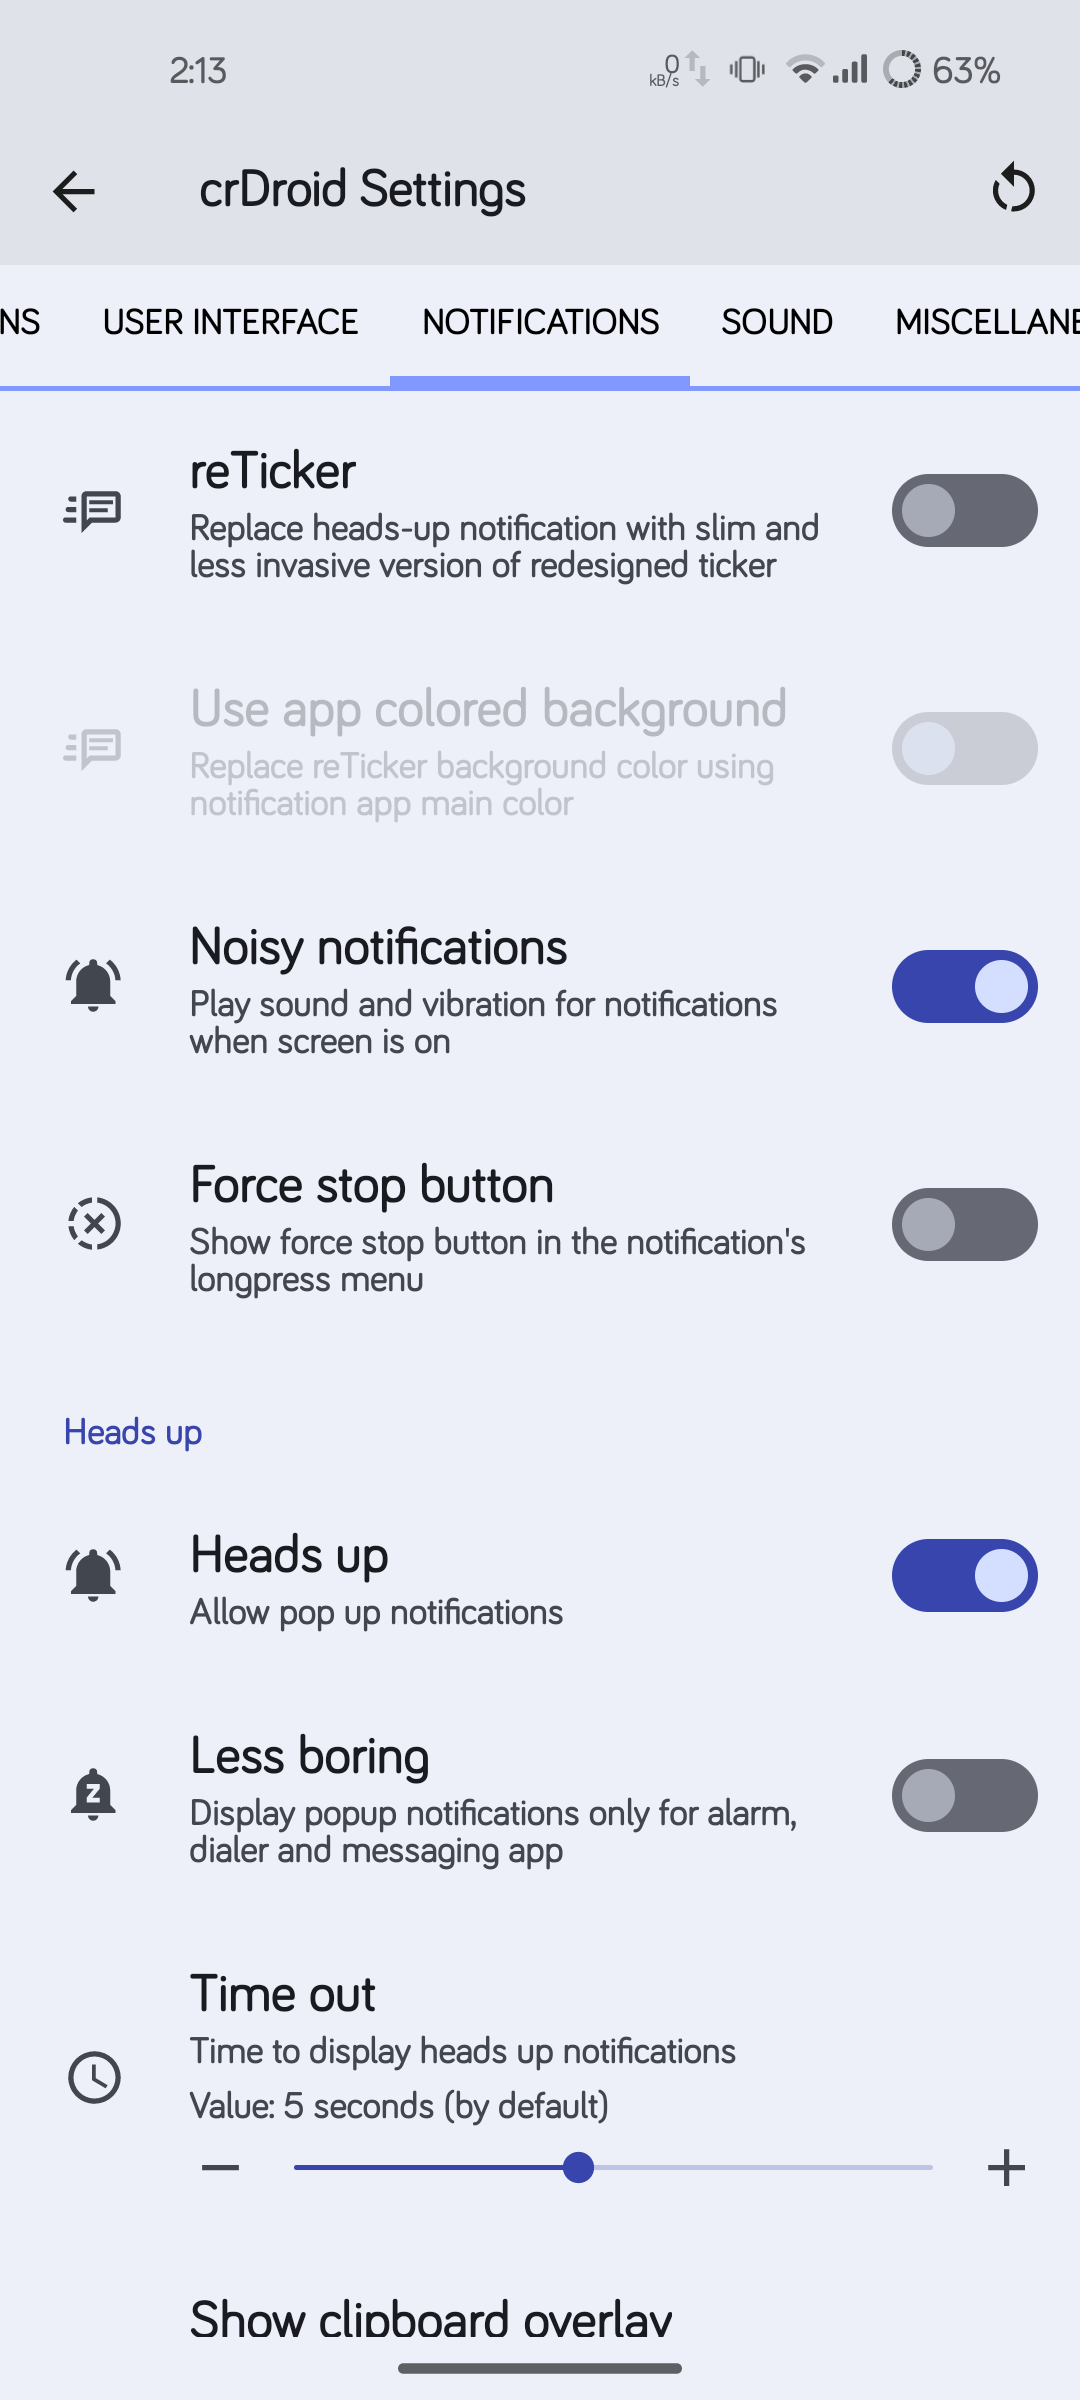 2:13
0
kB/s
63%
crDroid Settings
NS USER INTERFACE NOTIFICATIONS SOUND MISCELLANE
reTicker
Replace heads-up notification with slim and
less invasive version of redesigned ticker
Use app colored background
Replace reTicker background color using
notification app main color
Noisy notifications
Play sound and vibration for notifications
when screen is on
Force stop button
Show force stop button in the notification's
longpress menu
Heads up
Heads up
Allow pop up notifications
Less boring
Display popup notifications only for alarm,
dialer and messaging app
Time out
Time to display heads up notifications
Value: 5 seconds (by default)
Show clipboard overlay